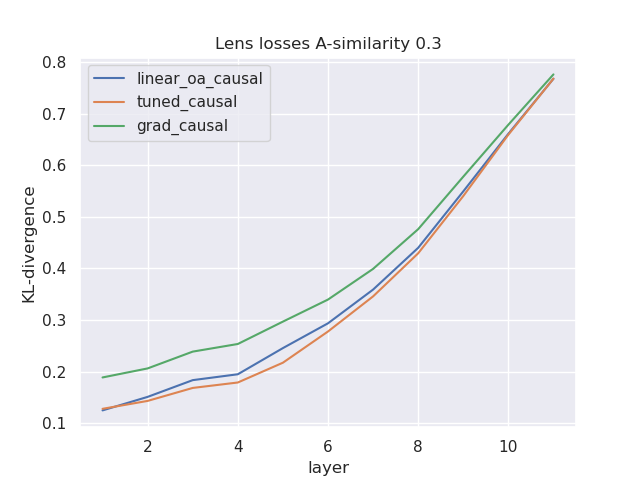 Lens losses A-similarity 0.3
linear_oa_causal
tuned_causal
grad_causal
KL-divergence
0.8
0.7
0.6
0.5
0.4
0.3
0.2
0.1
2 4 6 8 10
layer